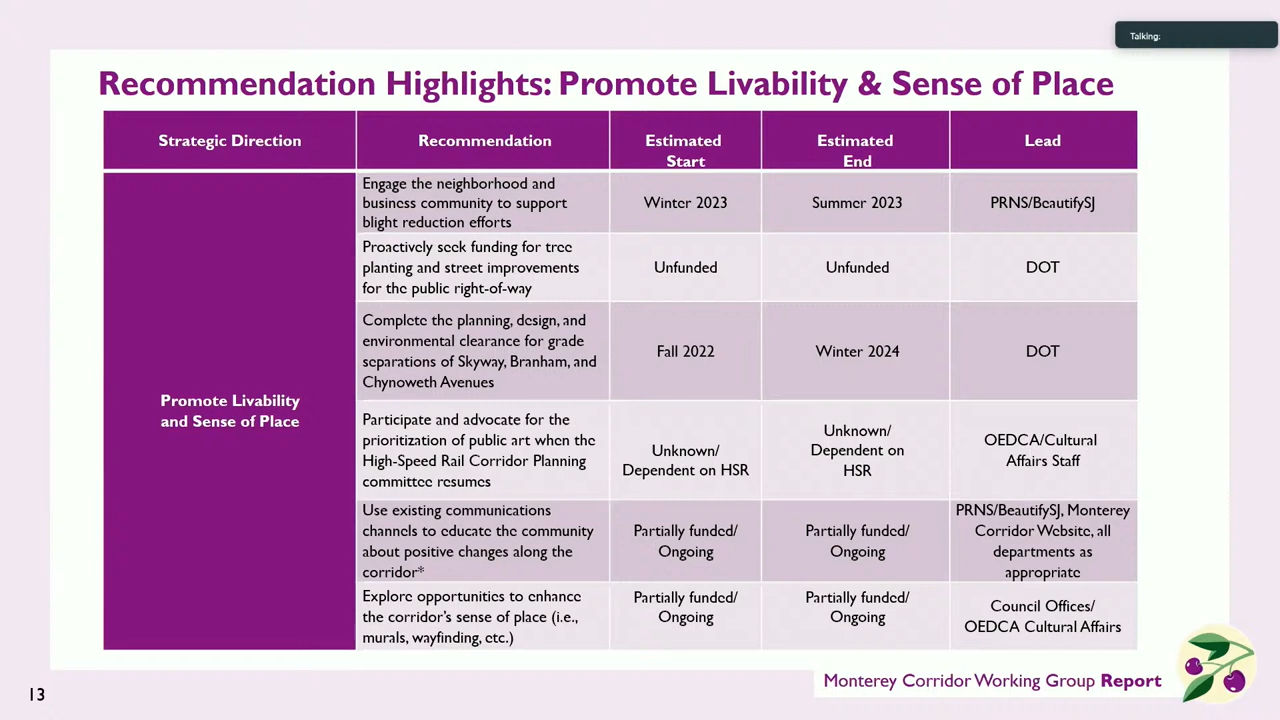 Talking:
Recommendation Highlights: Promote Livability & Sense of Place
Strategic Direction
Recommendation
Estimated
Start
Estimated
End
Lead
Promote Livability
and Sense of Place
Engage the neighborhood and
business community to support
blight reduction efforts
Winter 2023
Summer 2023
PRNS/BeautifySJ
Proactively seek funding for tree
planting and street improvements
for the public right-of-way
Unfunded
Unfunded
DOT
Complete the planning, design, and
environmental clearance for grade
separations of Skyway, Branham, and
Chynoweth Avenues
Fall 2022
Winter 2024
DOT
Participate and advocate for the
prioritization of public art when the
High-Speed Rail Corridor Planning
committee resumes
Unknown/
Dependent on HSR
Unknown/
Dependent on
HSR
OEDCA/Cultural
Affairs Staff
Use existing communications
channels to educate the community
about positive changes along the
corridor*
Partially funded/
Ongoing
Partially funded/
Ongoing
PRNS/BeautifySJ, Monterey
Corridor Website, all
departments as
appropriate
Explore opportunities to enhance
the corridor's sense of place (i.e.,
murals, wayfinding, etc.)
Partially funded/
Ongoing
Partially funded/
Ongoing
Council Offices/
OEDCA Cultural Affairs
Monterey Corridor Working Group Report
13